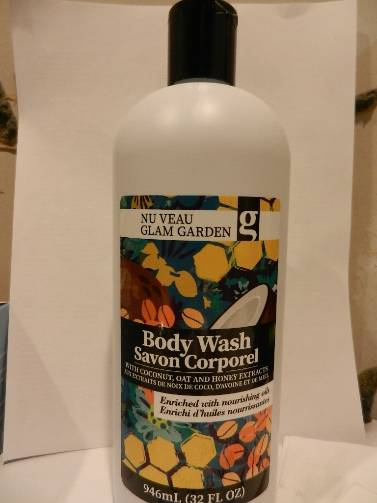 NU VEAU
GLAM GARDEN
g
Body Wash
Savon Corporel
WITH COCONUT, OAT AND HONEY EXTRACTS
EXTRAITS DE NOIX DE COCO, D'AVOINE ET DE MIEL
Enriched with nourishing oils
Enrichi d'huiles nourrissantes
946mL (32 FL OZ)